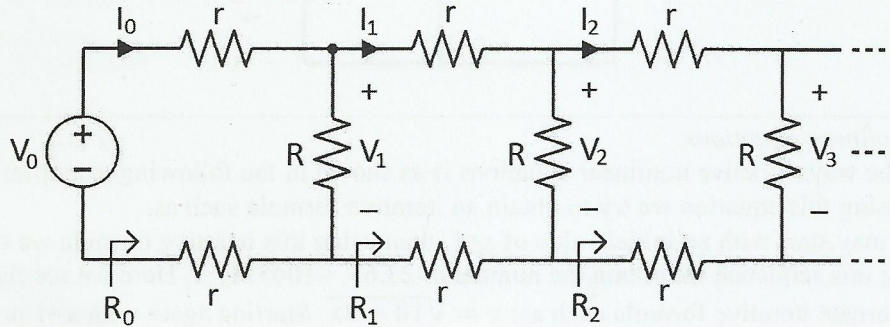 I₀ r I₁ r I₂ r
+ + + +
V₀ R V₁ R V₂ R V₃
− − −
R₀ r R₁ r R₂ r